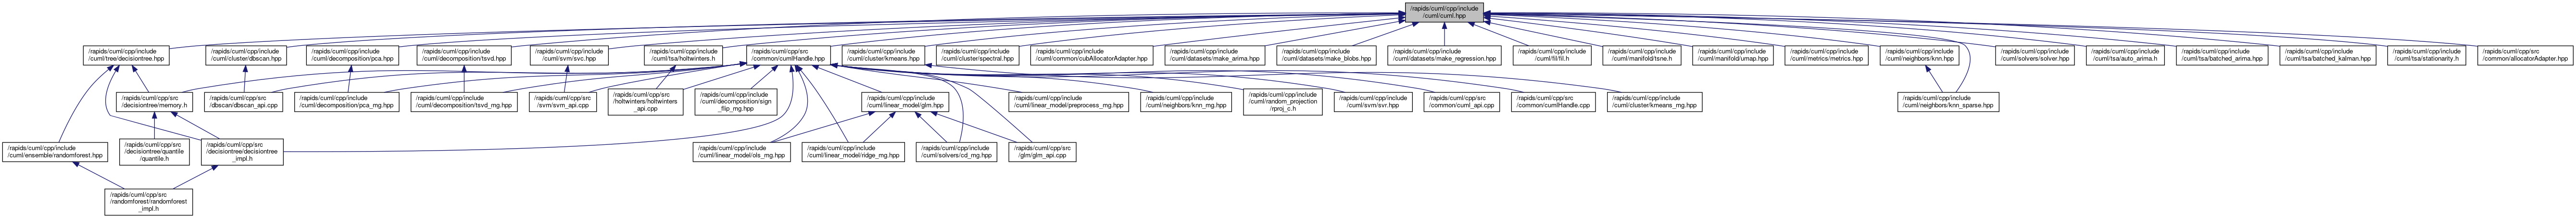 /rapids/cuml/cpp/include
/cuml/cuml.hpp
/rapids/cuml/cpp/include
/cuml/tree/decisiontree.hpp
/rapids/cuml/cpp/include
/cuml/cluster/dbscan.hpp
/rapids/cuml/cpp/include
/cuml/decomposition/pca.hpp
/rapids/cuml/cpp/include
/cuml/decomposition/tsvd.hpp
/rapids/cuml/cpp/include
/cuml/svm/svc.hpp
/rapids/cuml/cpp/include
/cuml/tsa/holtwinters.h
/rapids/cuml/cpp/src
/common/cumlHandle.hpp
/rapids/cuml/cpp/include
/cuml/cluster/kmeans.hpp
/rapids/cuml/cpp/include
/cuml/cluster/spectral.hpp
/rapids/cuml/cpp/include
/cuml/common/cubAllocatorAdapter.hpp
/rapids/cuml/cpp/include
/cuml/datasets/make_arima.hpp
/rapids/cuml/cpp/include
/cuml/datasets/make_blobs.hpp
/rapids/cuml/cpp/include
/cuml/datasets/make_regression.hpp
/rapids/cuml/cpp/include
/cuml/fil/fil.h
/rapids/cuml/cpp/include
/cuml/manifold/tsne.h
/rapids/cuml/cpp/include
/cuml/manifold/umap.hpp
/rapids/cuml/cpp/include
/cuml/metrics/metrics.hpp
/rapids/cuml/cpp/include
/cuml/neighbors/knn.hpp
/rapids/cuml/cpp/include
/cuml/solvers/solver.hpp
/rapids/cuml/cpp/include
/cuml/tsa/auto_arima.h
/rapids/cuml/cpp/include
/cuml/tsa/batched_arima.hpp
/rapids/cuml/cpp/include
/cuml/tsa/batched_kalman.hpp
/rapids/cuml/cpp/include
/cuml/tsa/stationarity.h
/rapids/cuml/cpp/src
/common/allocatorAdapter.hpp
/rapids/cuml/cpp/src
/decisiontree/memory.h
/rapids/cuml/cpp/src
/dbscan/dbscan_api.cpp
/rapids/cuml/cpp/include
/cuml/decomposition/pca_mg.hpp
/rapids/cuml/cpp/include
/cuml/decomposition/tsvd_mg.hpp
/rapids/cuml/cpp/src
/svm/svm_api.cpp
/rapids/cuml/cpp/src
/holtwinters/holtwinters
_api.cpp
/rapids/cuml/cpp/include
/cuml/decomposition/sign
_flip_mg.hpp
/rapids/cuml/cpp/include
/cuml/linear_model/glm.hpp
/rapids/cuml/cpp/include
/cuml/linear_model/preprocess_mg.hpp
/rapids/cuml/cpp/include
/cuml/neighbors/knn_mg.hpp
/rapids/cuml/cpp/include
/cuml/random_projection
/rproj_c.h
/rapids/cuml/cpp/include
/cuml/svm/svr.hpp
/rapids/cuml/cpp/src
/common/cuml_api.cpp
/rapids/cuml/cpp/src
/common/cumlHandle.cpp
/rapids/cuml/cpp/include
/cuml/cluster/kmeans_mg.hpp
/rapids/cuml/cpp/include
/cuml/neighbors/knn_sparse.hpp
/rapids/cuml/cpp/include
/cuml/ensemble/randomforest.hpp
/rapids/cuml/cpp/src
/decisiontree/quantile
/quantile.h
/rapids/cuml/cpp/src
/decisiontree/decisiontree
_impl.h
/rapids/cuml/cpp/include
/cuml/linear_model/ols_mg.hpp
/rapids/cuml/cpp/include
/cuml/linear_model/ridge_mg.hpp
/rapids/cuml/cpp/include
/cuml/solvers/cd_mg.hpp
/rapids/cuml/cpp/src
/glm/glm_api.cpp
/rapids/cuml/cpp/src
/randomforest/randomforest
_impl.h